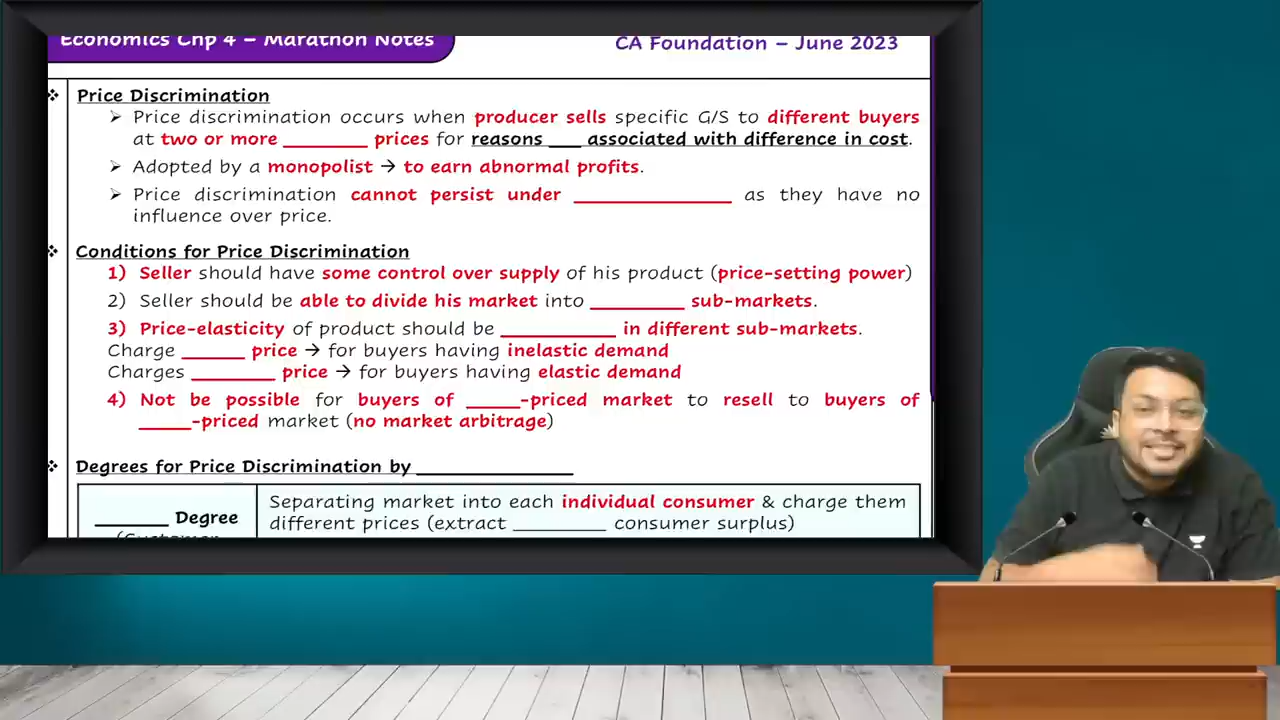 Economics Chp 4 – Marathon Notes
CA Foundation – June 2023
❖ Price Discrimination
➢ Price discrimination occurs when producer sells specific G/S to different buyers
at two or more ________ prices for reasons ___ associated with difference in cost.
➢ Adopted by a monopolist → to earn abnormal profits.
➢ Price discrimination cannot persist under _______________ as they have no
influence over price.
❖ Conditions for Price Discrimination
1) Seller should have some control over supply of his product (price-setting power)
2) Seller should be able to divide his market into _________ sub-markets.
3) Price-elasticity of product should be ___________ in different sub-markets.
Charge ______ price → for buyers having inelastic demand
Charges ________ price → for buyers having elastic demand
4) Not be possible for buyers of _____-priced market to resell to buyers of
_____-priced market (no market arbitrage)
❖ Degrees for Price Discrimination by _______________
_______ Degree
(Customer
Separating market into each individual consumer & charge them
different prices (extract _________ consumer surplus)